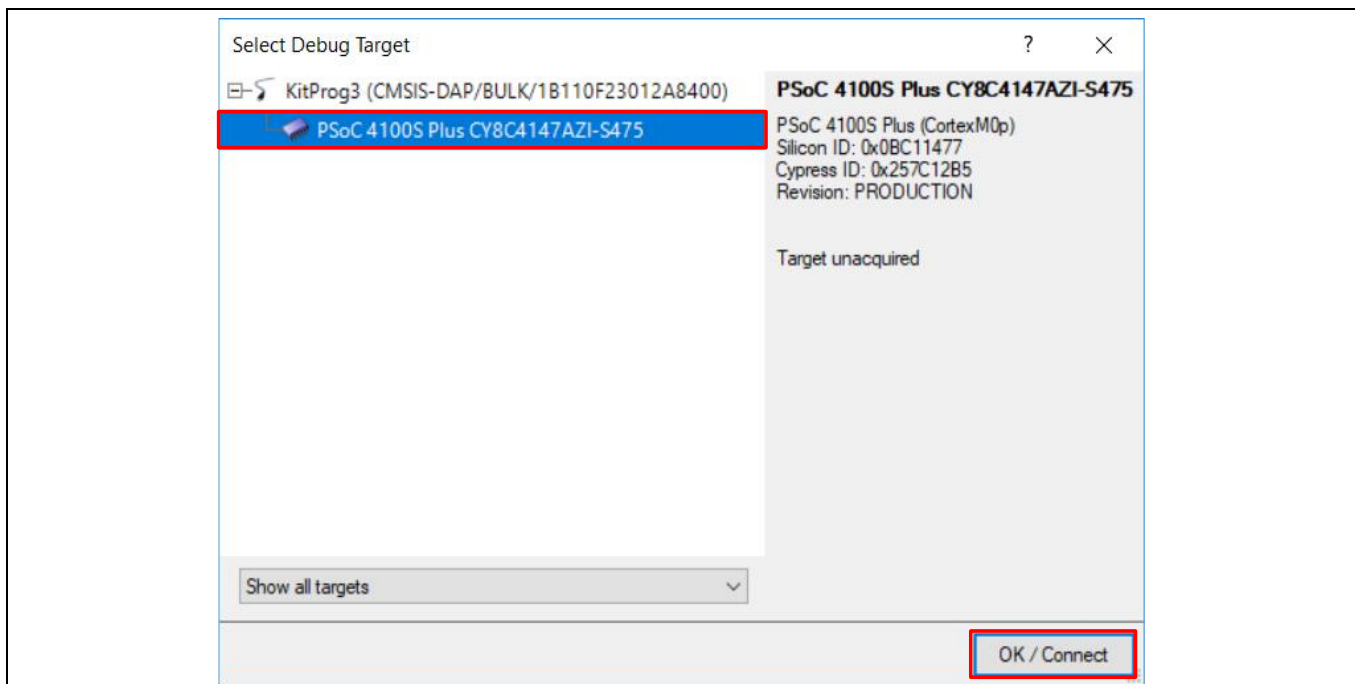 Select Debug Target
?
KitProg3 (CMSIS-DAP/BULK/1B110F23012A8400)
PSoC 4100S Plus CY8C4147AZI-S475
PSoC 4100S Plus CY8C4147AZI-S475
PSoC 4100S Plus (CortexM0p)
Silicon ID: 0x0BC11477
Cypress ID: 0x257C12B5
Revision: PRODUCTION
Target unacquired
Show all targets
OK / Connect